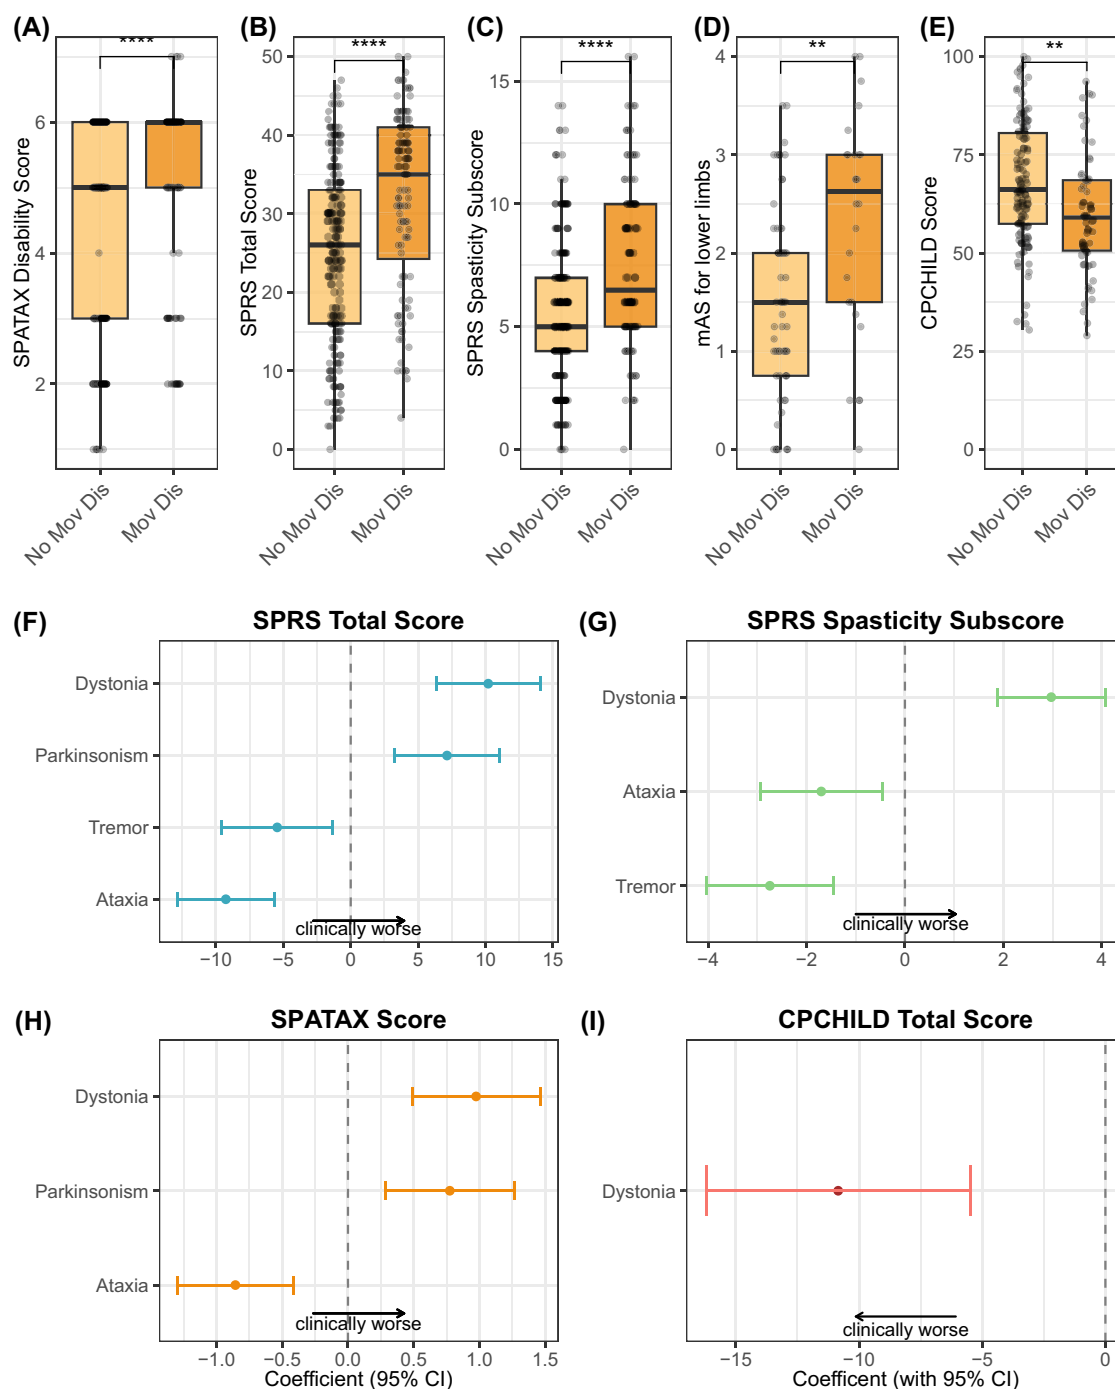 (A) (B) (C) (D) (E)
**** **** **** ** **
SPATAX Disability Score
6
4
2
No Mov Dis
Mov Dis
SPRS Total Score
50
40
30
20
10
0
No Mov Dis
Mov Dis
SPRS Spasticity Subscore
15
10
5
0
No Mov Dis
Mov Dis
mAS for lower limbs
4
3
2
1
0
No Mov Dis
Mov Dis
CPCHILD Score
100
75
50
25
0
No Mov Dis
Mov Dis
(F) SPRS Total Score
Dystonia
Parkinsonism
Tremor
Ataxia
clinically worse
−10 −5 0 5 10 15
(G) SPRS Spasticity Subscore
Dystonia
Ataxia
Tremor
clinically worse
−4 −2 0 2 4
(H) SPATAX Score
Dystonia
Parkinsonism
Ataxia
clinically worse
−1.0 −0.5 0.0 0.5 1.0 1.5
Coefficient (95% CI)
(I) CPCHILD Total Score
Dystonia
clinically worse
−15 −10 −5 0
Coefficient (with 95% CI)